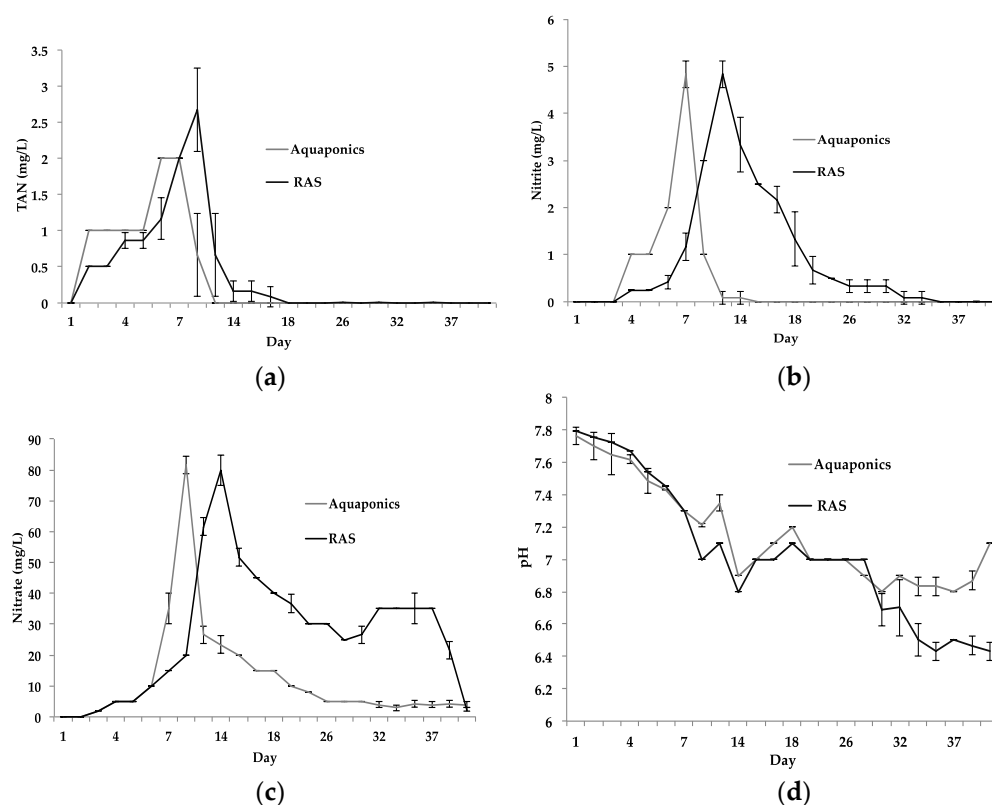 3.5
3
2.5
2
1.5
1
0.5
0
TAN (mg/L)
Aquaponics
RAS
1 4 7 14 18 26 32 37
Day
(a)
6
5
4
3
2
1
0
Nitrite (mg/L)
Aquaponics
RAS
1 4 7 14 18 26 32 37
Day
(b)
90
80
70
60
50
40
30
20
10
0
Nitrate (mg/L)
Aquaponics
RAS
1 4 7 14 18 26 32 37
Day
(c)
8
7.8
7.6
7.4
7.2
7
6.8
6.6
6.4
6.2
6
pH
Aquaponics
RAS
1 4 7 14 18 26 32 37
Day
(d)